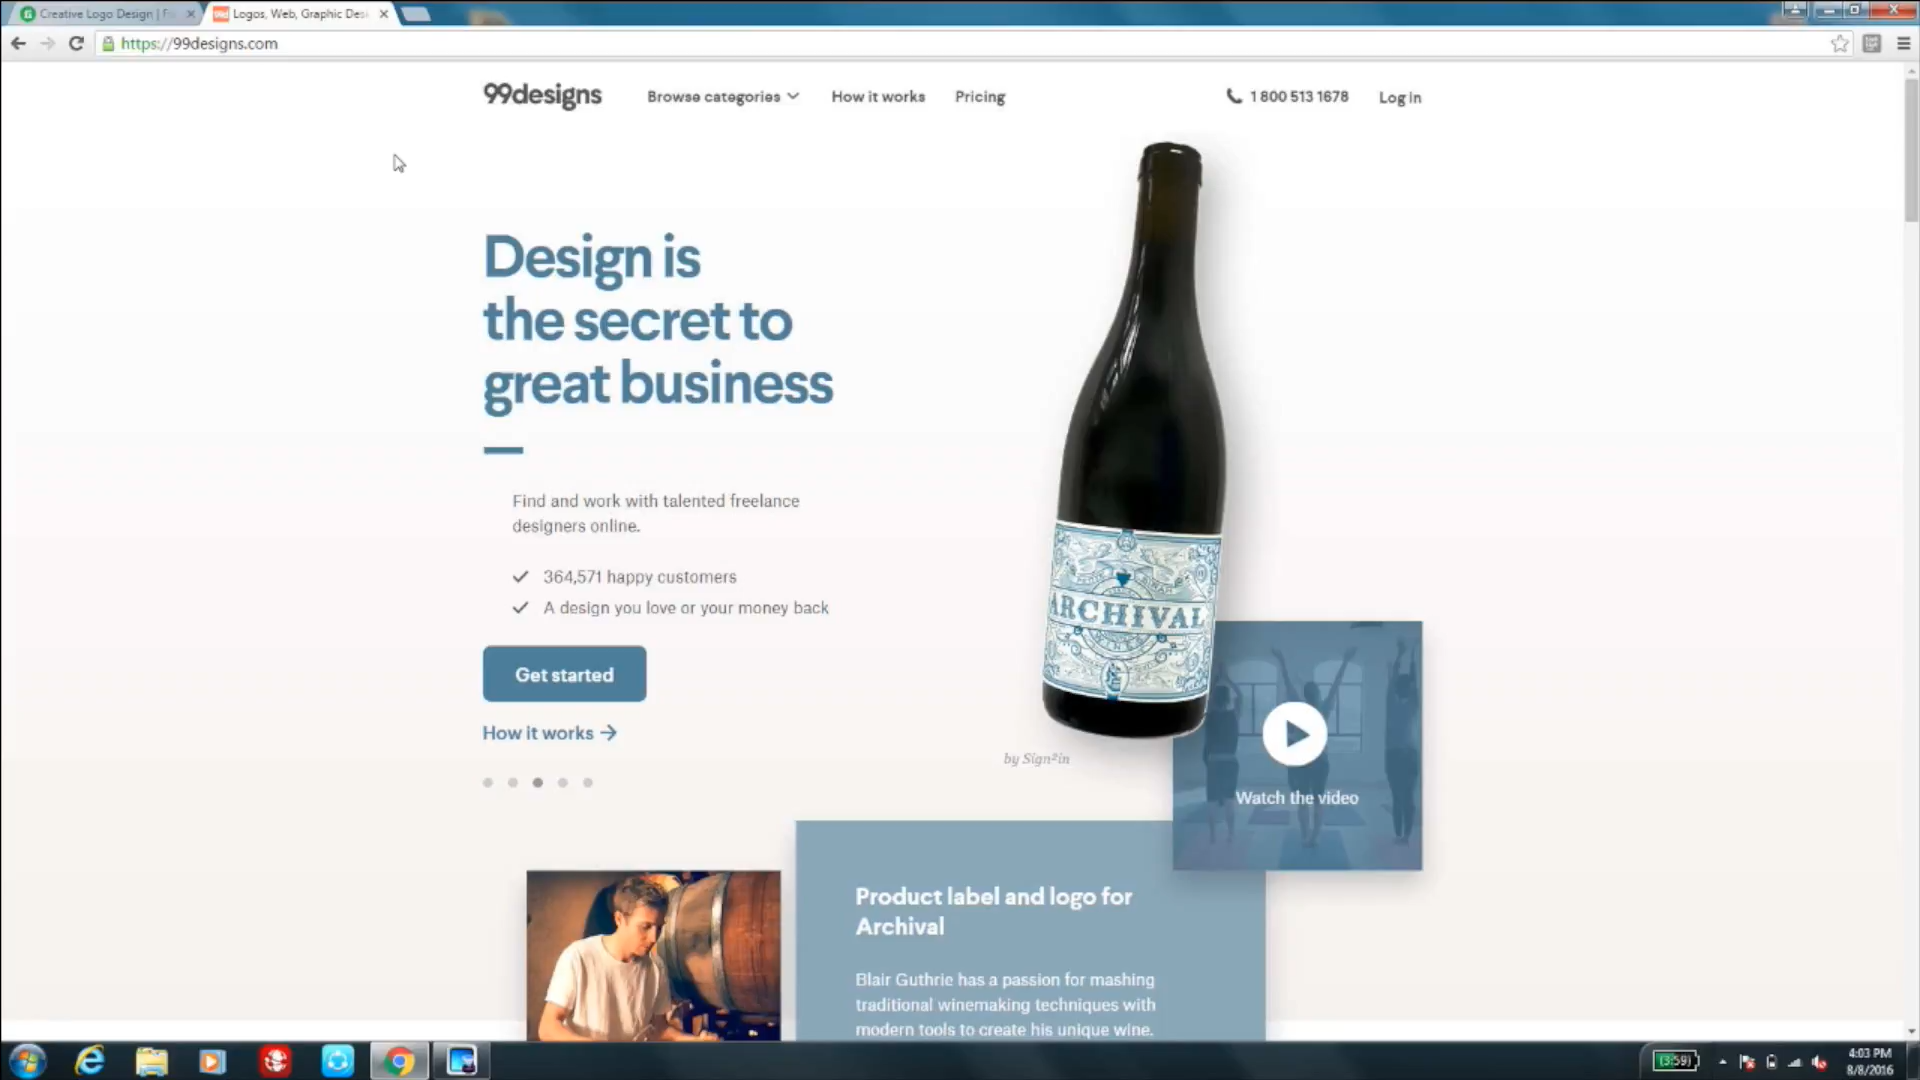 Creative Logo Design | F
Logos, Web, Graphic Des
https://99designs.com
99designs
Browse categories
How it works
Pricing
1 800 513 1678
Log in
Design is
the secret to
great business
Find and work with talented freelance
designers online.
364,571 happy customers
A design you love or your money back
Get started
How it works
ARCHIVAL
by Sign²in
Watch the video
Product label and logo for
Archival
Blair Guthrie has a passion for mashing
traditional winemaking techniques with
modern tools to create his unique wine.
(3:59)
4:03 PM
8/8/2016